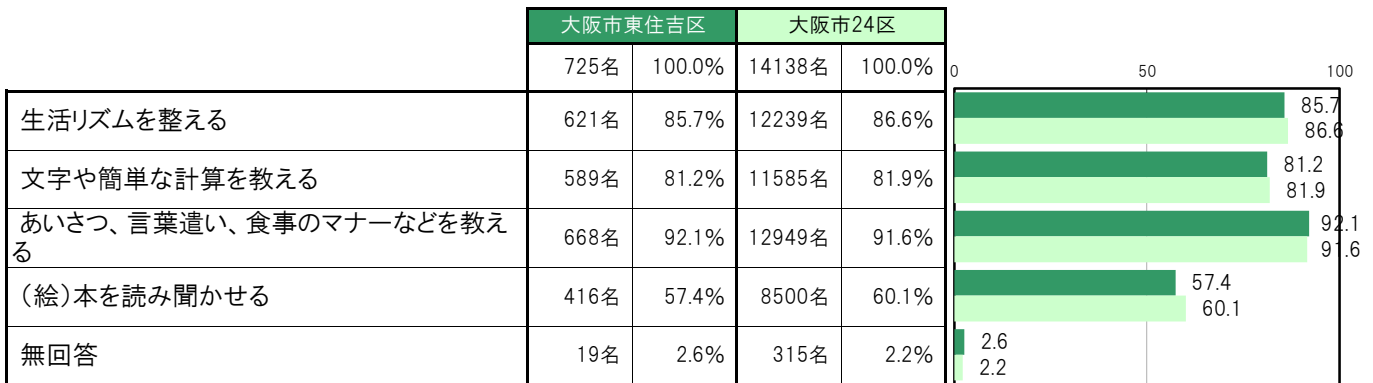 大阪市東住吉区 大阪市24区
725名 100.0% 14138名 100.0% 0 50 100
生活リズムを整える 621名 85.7% 12239名 86.6% 85.7
86.6
文字や簡単な計算を教える 589名 81.2% 11585名 81.9% 81.2
81.9
あいさつ、言葉遣い、食事のマナーなどを教え
る 668名 92.1% 12949名 91.6% 92.1
91.6
（絵）本を読み聞かせる 416名 57.4% 8500名 60.1% 57.4
60.1
無回答 19名 2.6% 315名 2.2% 2.6
2.2